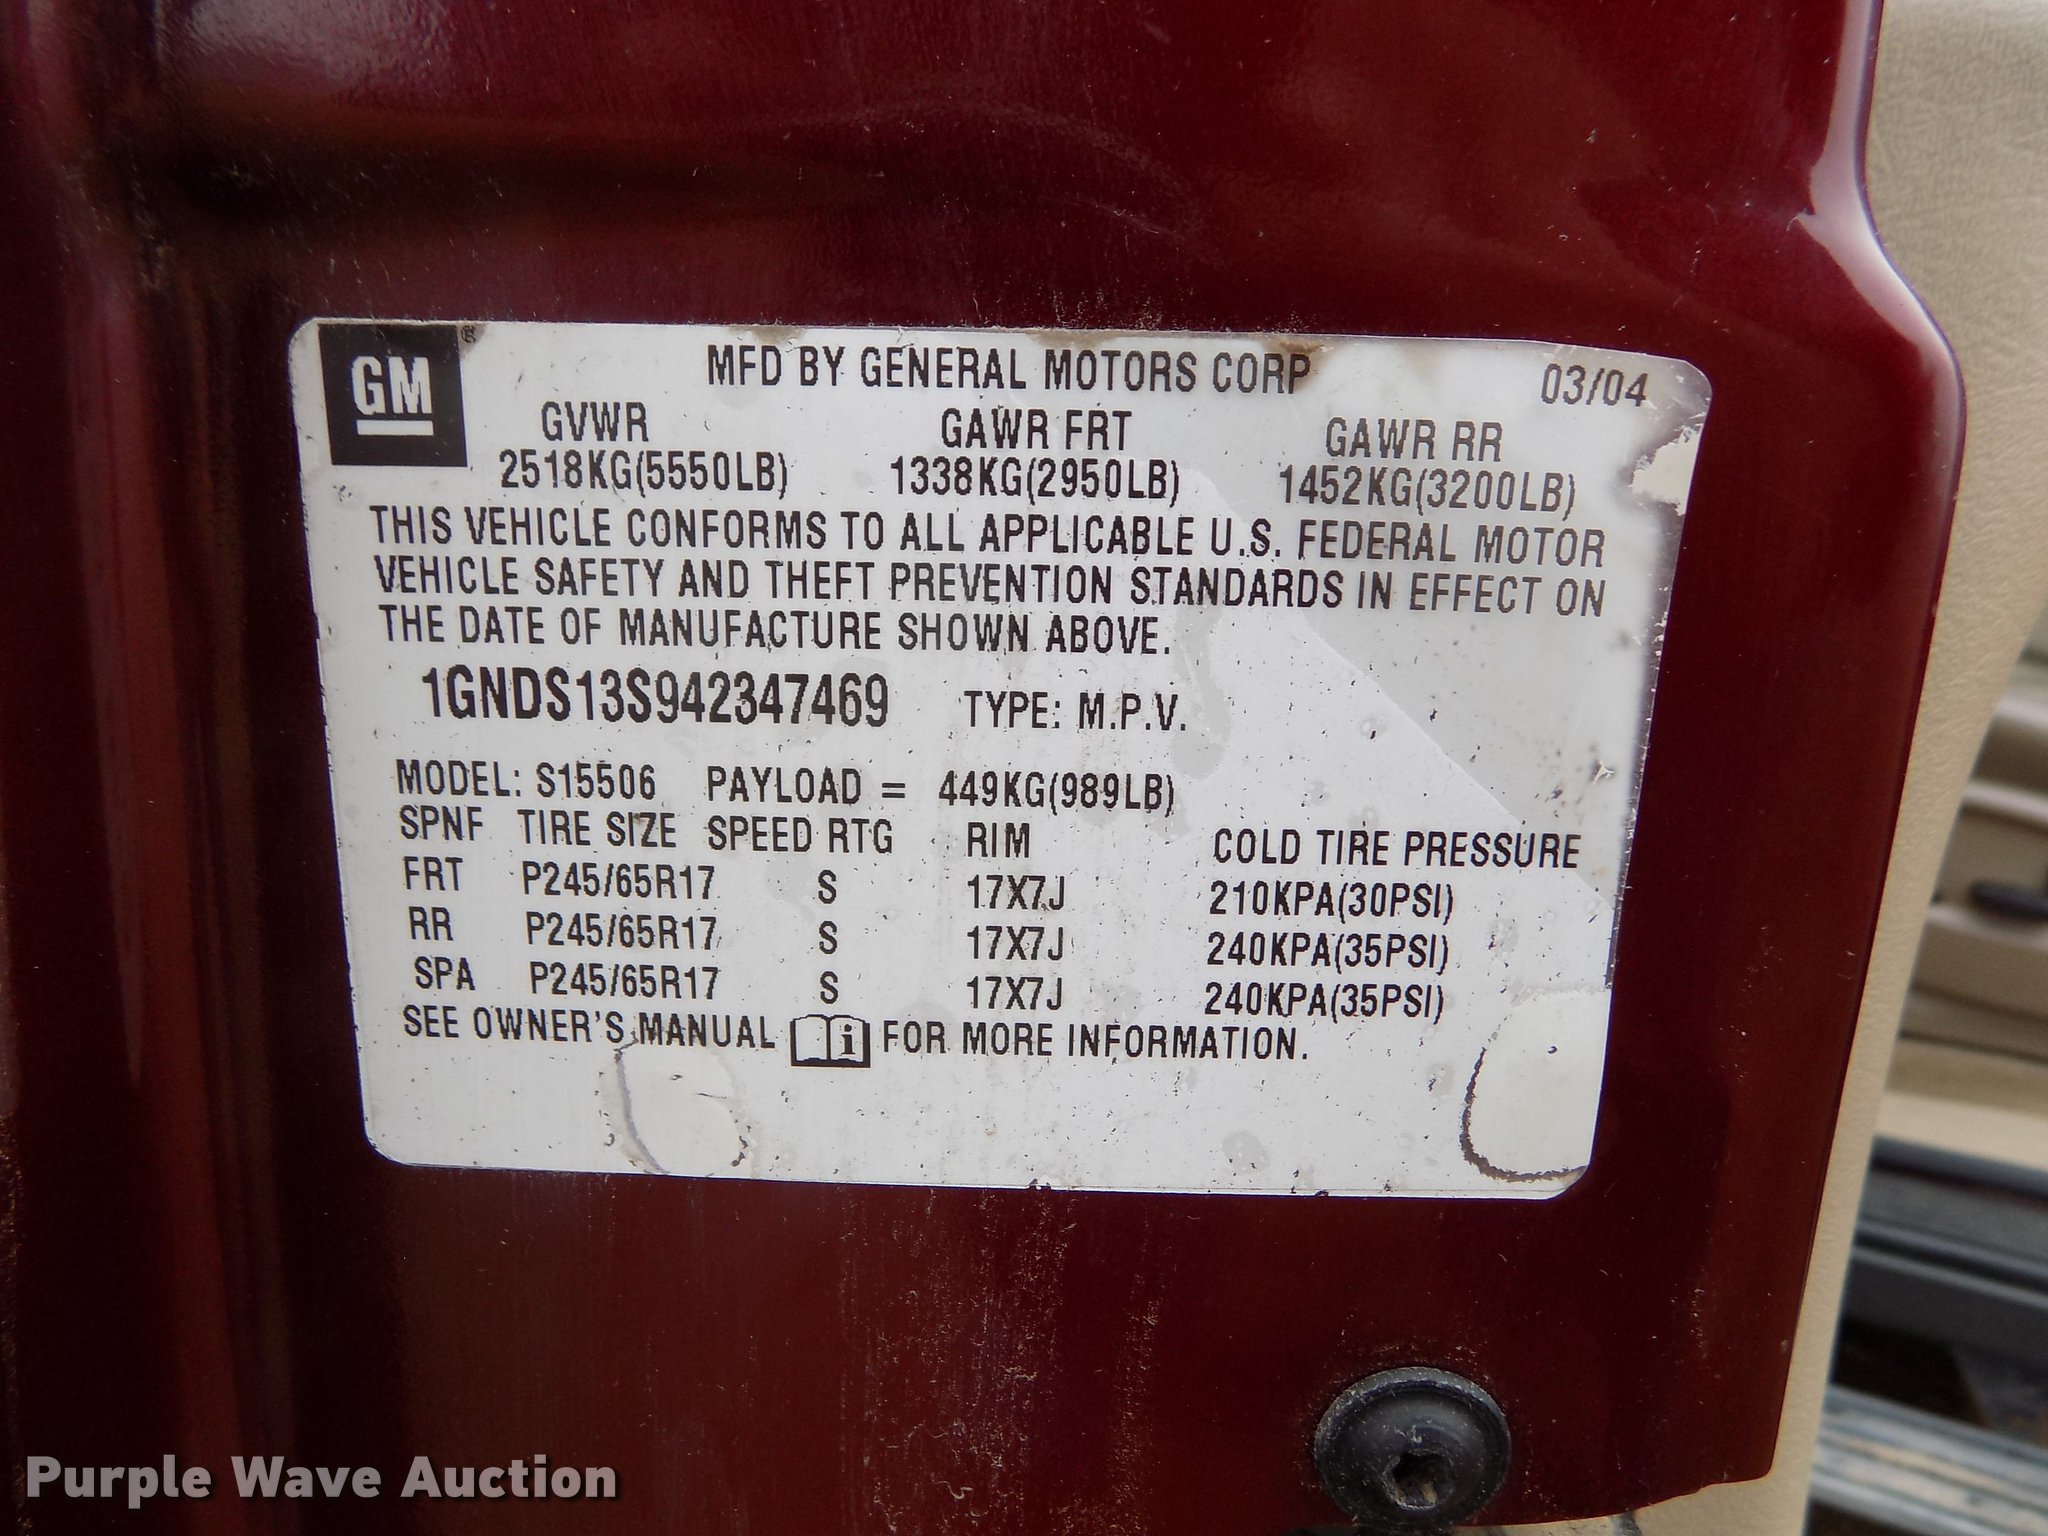 GM ®
MFD BY GENERAL MOTORS CORP 03/04
GVWR GAWR FRT GAWR RR
2518KG(5550LB) 1338KG(2950LB) 1452KG(3200LB)
THIS VEHICLE CONFORMS TO ALL APPLICABLE U.S. FEDERAL MOTOR
VEHICLE SAFETY AND THEFT PREVENTION STANDARDS IN EFFECT ON
THE DATE OF MANUFACTURE SHOWN ABOVE.
1GNDS13S942347469 TYPE: M.P.V.
MODEL: S15506 PAYLOAD = 449KG(989LB)
SPNF TIRE SIZE SPEED RTG RIM COLD TIRE PRESSURE
FRT P245/65R17 S 17X7J 210KPA(30PSI)
RR P245/65R17 S 17X7J 240KPA(35PSI)
SPA P245/65R17 S 17X7J 240KPA(35PSI)
SEE OWNER'S MANUAL i FOR MORE INFORMATION.
Purple Wave Auction